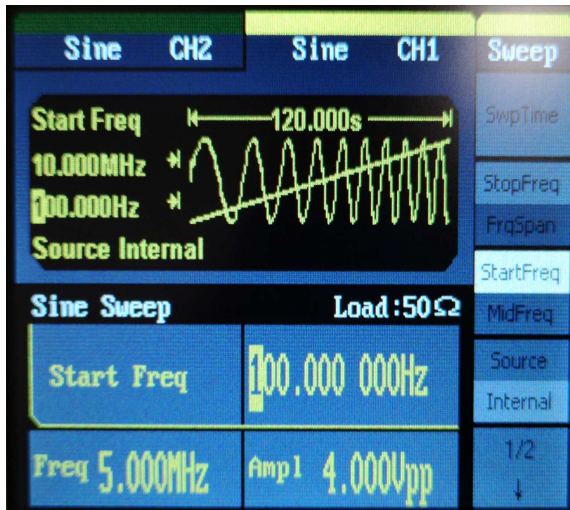 Sine CH2 Sine CH1 Sweep
Start Freq 120.000s SwpTime
10.000MHz
100.000Hz
Source Internal
StopFreq
FrqSpan
StartFreq
MidFreq
Source
Internal
1/2
Sine Sweep Load:50Ω
Start Freq 100.000 000Hz
Freq 5.000MHz Ampl 4.000Vpp